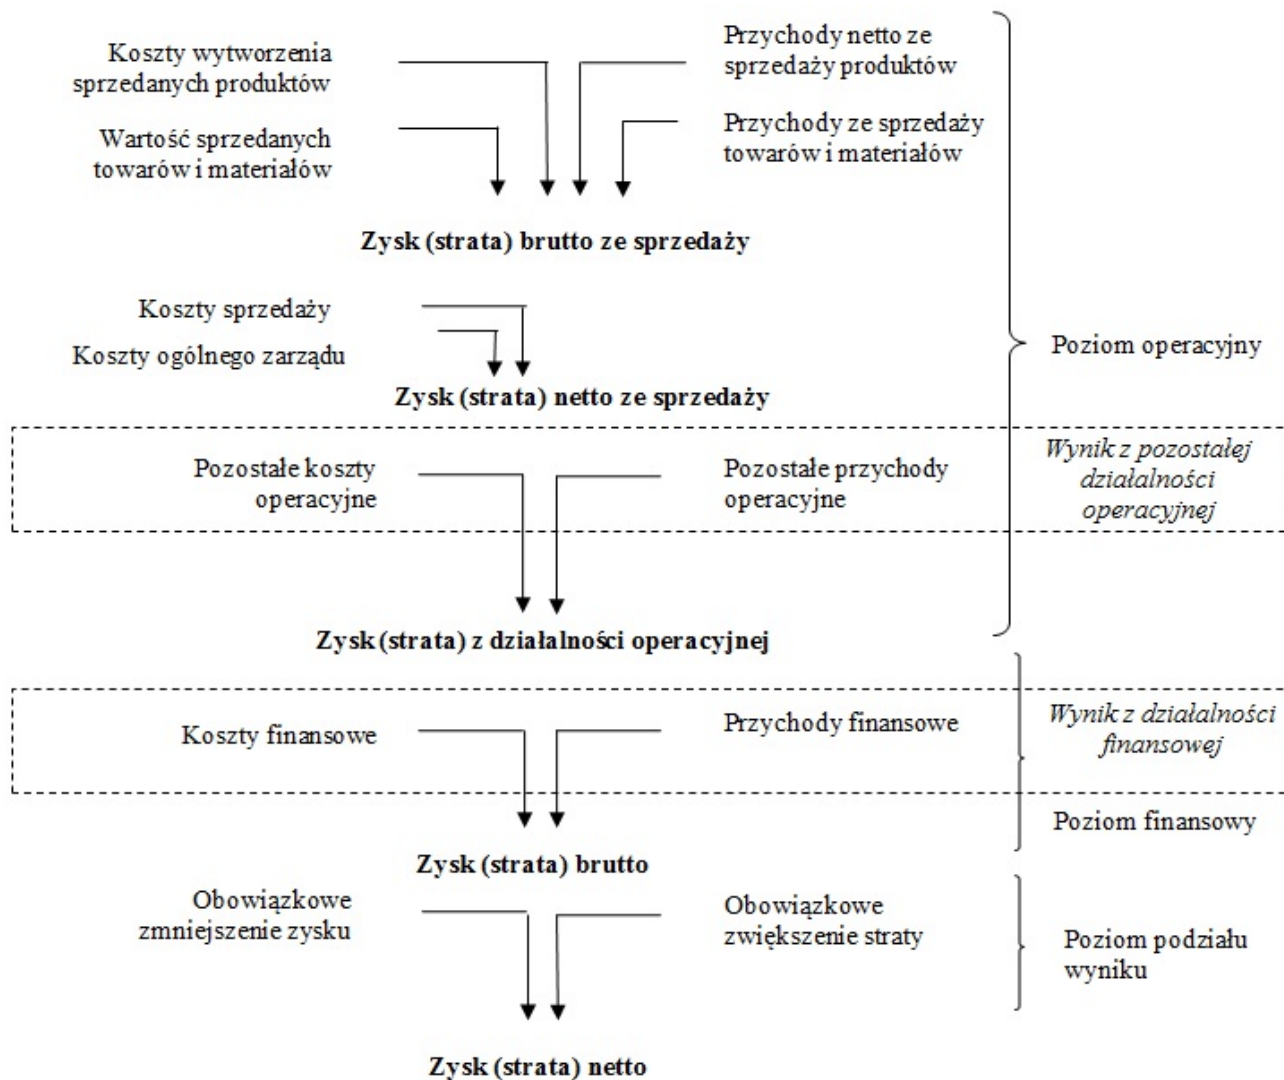 Koszty wytworzenia
sprzedanych produktów
Przychody netto ze
sprzedaży produktów
Wartość sprzedanych
towarów i materiałów
Przychody ze sprzedaży
towarów i materiałów
Zysk (strata) brutto ze sprzedaży
Koszty sprzedaży
Koszty ogólnego zarządu
Poziom operacyjny
Zysk (strata) netto ze sprzedaży
Pozostałe koszty
operacyjne
Pozostałe przychody
operacyjne
Wynik z pozostałej
działalności
operacyjnej
Zysk (strata) z działalności operacyjnej
Koszty finansowe
Przychody finansowe
Wynik z działalności
finansowej
Poziom finansowy
Zysk (strata) brutto
Obowiązkowe
zmniejszenie zysku
Obowiązkowe
zwiększenie straty
Poziom podziału
wyniku
Zysk (strata) netto